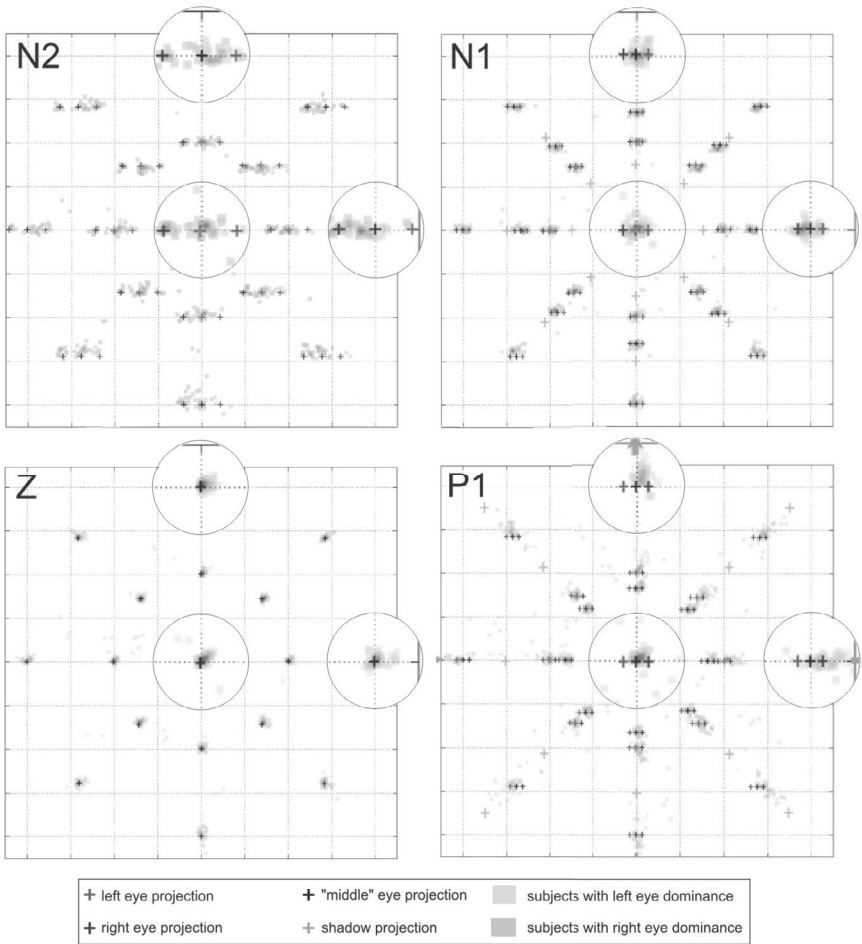 N2
N1
Z
P1
+ left eye projection
+ "middle" eye projection
subjects with left eye dominance
+ right eye projection
+ shadow projection
subjects with right eye dominance